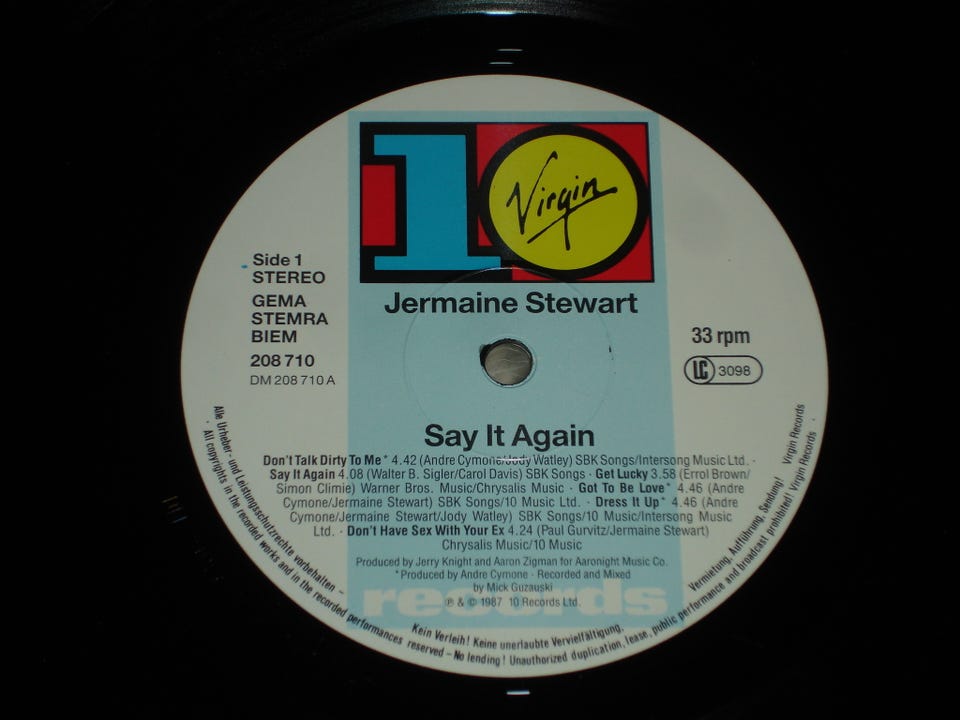 10
Virgin
Jermaine Stewart
Side 1
STEREO
GEMA
STEMRA
BIEM
208 710
DM 208 710 A
33 rpm
LC 3098
Say It Again
Don't Talk Dirty To Me* 4.42 (Andre Cymone/Jody Watley) SBK Songs/Intersong Music Ltd. ·
Say It Again 4.08 (Walter B. Sigler/Carol Davis) SBK Songs · Get Lucky 3.58 (Errol Brown/
Simon Climie) Warner Bros. Music/Chrysalis Music · Got To Be Love* 4.46 (Andre
Cymone/Jermaine Stewart) SBK Songs/10 Music Ltd. · Dress It Up* 4.46 (Andre
Cymone/Jermaine Stewart/Jody Watley) SBK Songs/10 Music/Intersong Music
Ltd. · Don't Have Sex With Your Ex 4.24 (Paul Gurvitz/Jermaine Stewart)
Chrysalis Music/10 Music
Produced by Jerry Knight and Aaron Zigman for Aaronight Music Co.
*Produced by Andre Cymone · Recorded and Mixed
by Mick Guzauski
℗ & © 1987 10 Records Ltd.
records
Alle Urheber- und Leistungsschutzrechte vorbehalten – Kein Verleih! Keine unerlaubte Vervielfältigung, Vermietung, Aufführung, Sendung! Virgin Records
· All copyrights in the recorded works and in the recorded performances reserved – No lending! Unauthorized duplication, lease, public performance and broadcast prohibited! Virgin Records ·